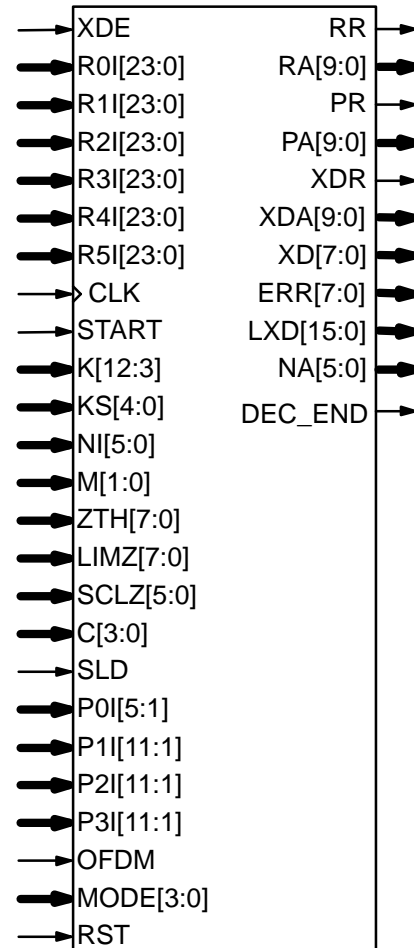 XDE
R0I[23:0]
R1I[23:0]
R2I[23:0]
R3I[23:0]
R4I[23:0]
R5I[23:0]
CLK
START
K[12:3]
KS[4:0]
NI[5:0]
M[1:0]
ZTH[7:0]
LIMZ[7:0]
SCLZ[5:0]
C[3:0]
SLD
P0I[5:1]
P1I[11:1]
P2I[11:1]
P3I[11:1]
OFDM
MODE[3:0]
RST
RR
RA[9:0]
PR
PA[9:0]
XDR
XDA[9:0]
XD[7:0]
ERR[7:0]
LXD[15:0]
NA[5:0]
DEC_END